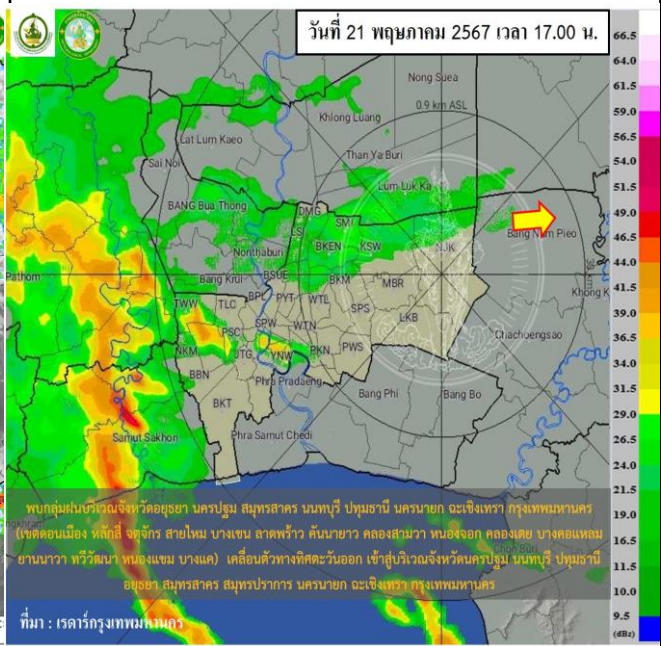 วันที่ 21 พฤษภาคม 2567 เวลา 17.00 น.
66.5
64.0
61.5
59.0
56.5
54.0
51.5
49.0
46.5
44.0
41.5
39.0
36.5
34.0
31.5
29.0
26.5
24.0
21.5
19.0
16.5
14.0
11.5
10.0
9.5
(dBz)
Nong Suea
0.9 km ASL
Khlong Luang
Lat Lum Kaeo
Than Ya Buri
Sai Noi
Lum Luk Ka
BANG Bua Thong
DMG
SMI
LSI
Bang Nam Pieo
Nonthaburi
BKEN
KSW
NJK
Pathom
Bang Krui
BSUE
BKM
MBR
Khong K
TWW
TLC
BPL
PYT
WTL
SPS
LKB
PSC
SPW
WTN
Chachoengsao
NKM
JTG
YNW
PKN
PWS
BBN
Phra Pradaeng
BKT
Bang Phi
Bang Bo
Samut Sakhon
Phra Samut Chedi
Chon Buri
พบกลุ่มฝนบริเวณจังหวัดอยุธยา นครปฐม สมุทรสาคร นนทบุรี ปทุมธานี นครนายก ฉะเชิงเทรา กรุงเทพมหานคร
(เขตดอนเมือง หลักสี่ จตุจักร สายไหม บางเขน ลาดพร้าว คันนายาว คลองสามวา หนองจอก คลองเตย บางคอแหลม
ยานนาวา ทวีวัฒนา หนองแขม บางแค) เคลื่อนตัวทางทิศตะวันออก เข้าสู่บริเวณจังหวัดนครปฐม นนทบุรี ปทุมธานี
อยุธยา สมุทรสาคร สมุทรปราการ นครนายก ฉะเชิงเทรา กรุงเทพมหานคร
ที่มา : เรดาร์กรุงเทพมหานคร